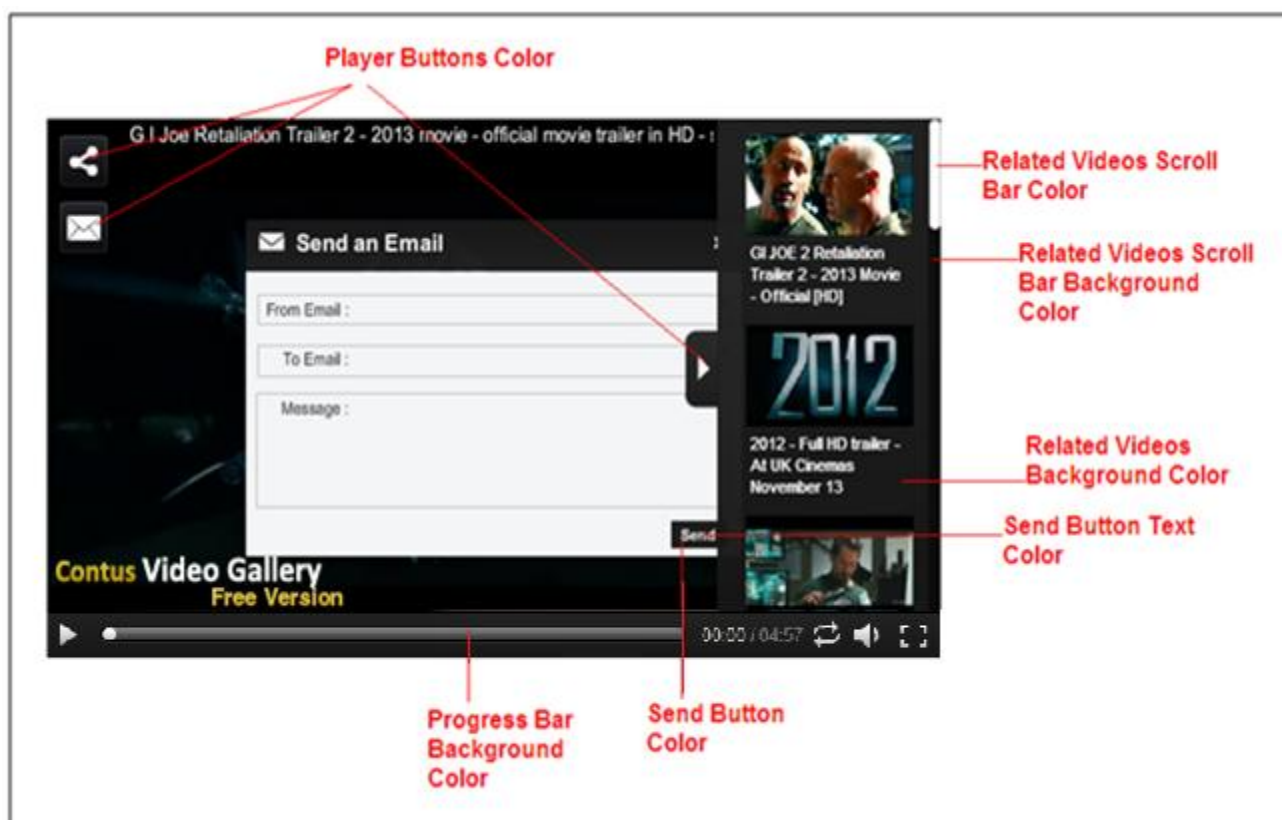 Player Buttons Color
G I Joe Retaliation Trailer 2 - 2013 movie - official movie trailer in HD -
Send an Email
From Email :
To Email :
Message :
Send
GI JOE 2 Retaliation
Trailer 2 - 2013 Movie
- Official [HD]
2012
2012 - Full HD trailer -
At UK Cinemas
November 13
Related Videos Scroll
Bar Color
Related Videos Scroll
Bar Background
Color
Related Videos
Background Color
Send Button Text
Color
Contus Video Gallery
Free Version
00:00 / 04:57
Progress Bar
Background
Color
Send Button
Color